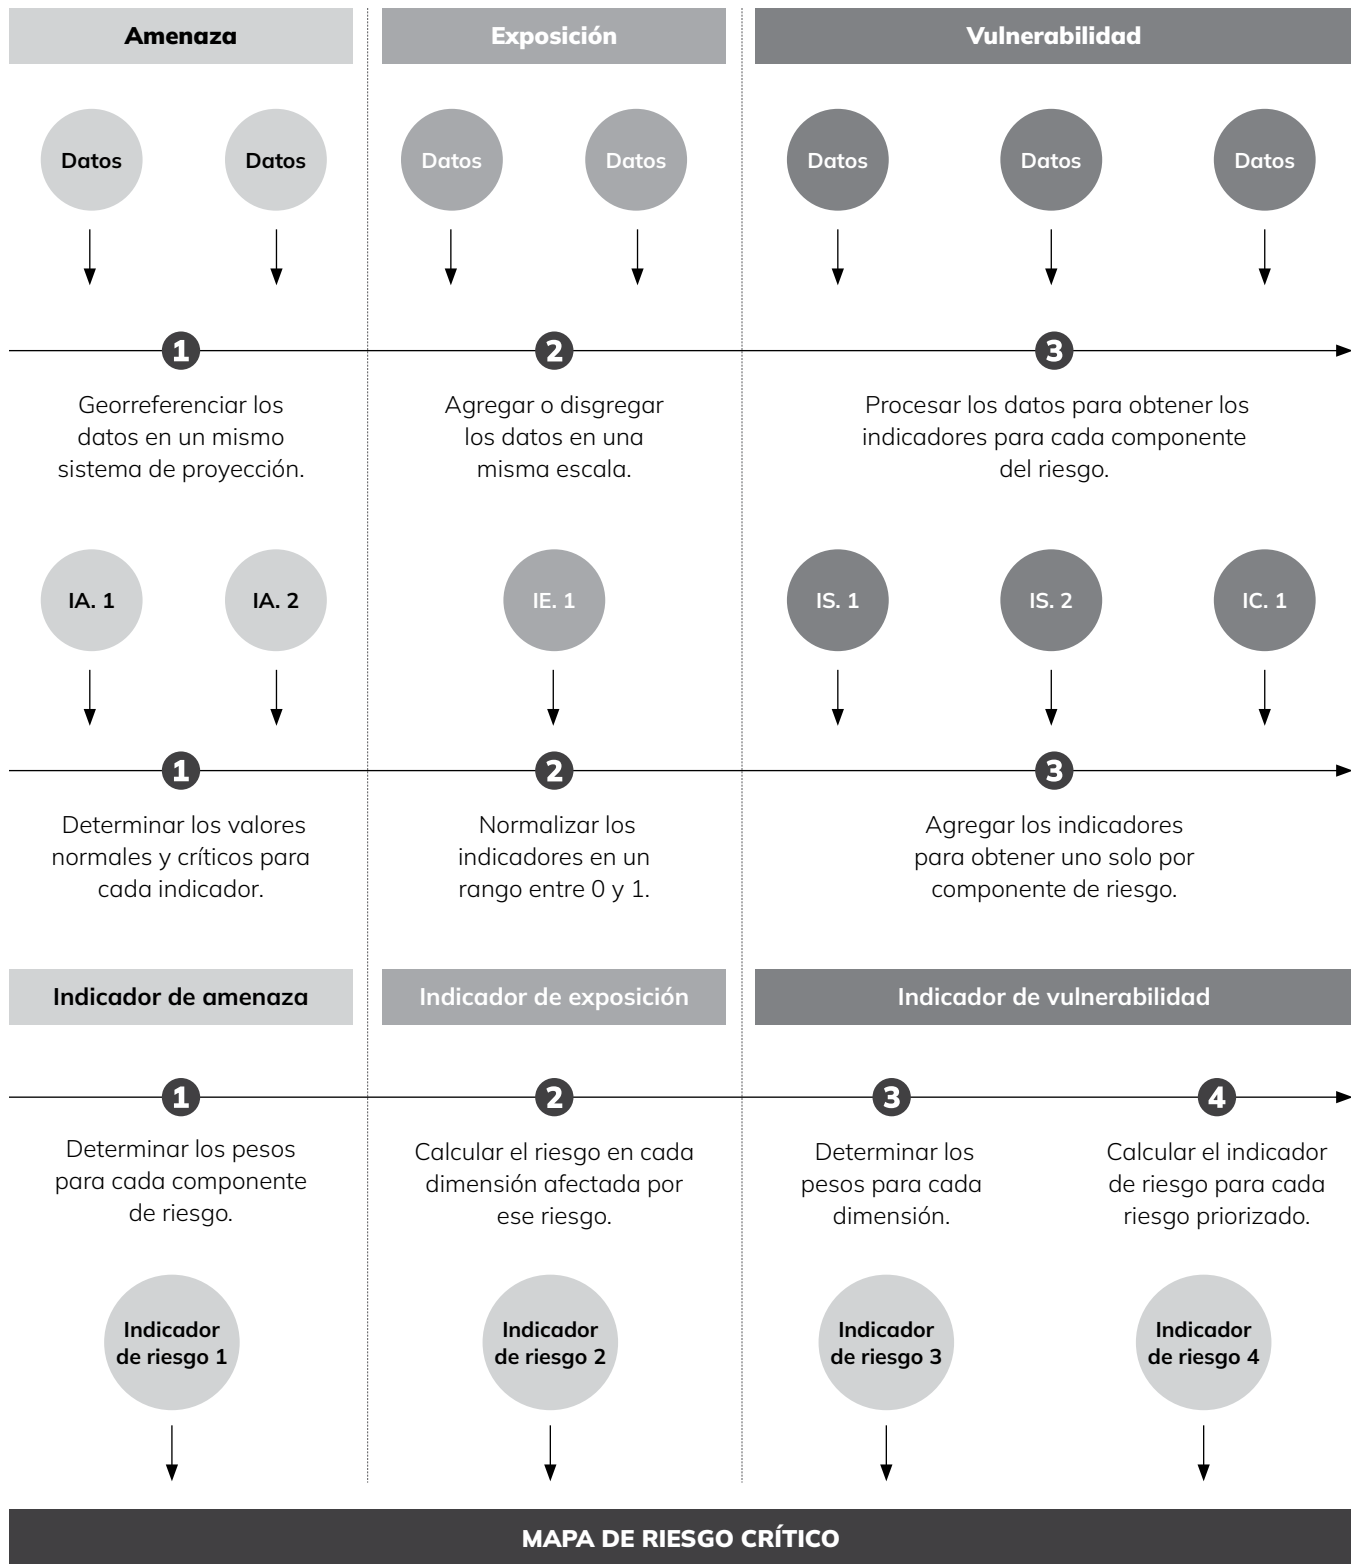 Amenaza
Exposición
Vulnerabilidad
Datos
Datos
Datos
Datos
Datos
Datos
Datos
1
2
3
Georreferenciar los
datos en un mismo
sistema de proyección.
Agregar o disgregar
los datos en una
misma escala.
Procesar los datos para obtener los
indicadores para cada componente
del riesgo.
IA. 1
IA. 2
IE. 1
IS. 1
IS. 2
IC. 1
1
2
3
Determinar los valores
normales y críticos para
cada indicador.
Normalizar los
indicadores en un
rango entre 0 y 1.
Agregar los indicadores
para obtener uno solo por
componente de riesgo.
Indicador de amenaza
Indicador de exposición
Indicador de vulnerabilidad
1
2
3
4
Determinar los pesos
para cada componente
de riesgo.
Calcular el riesgo en cada
dimensión afectada por
ese riesgo.
Determinar los
pesos para cada
dimensión.
Calcular el indicador
de riesgo para cada
riesgo priorizado.
Indicador
de riesgo 1
Indicador
de riesgo 2
Indicador
de riesgo 3
Indicador
de riesgo 4
MAPA DE RIESGO CRÍTICO